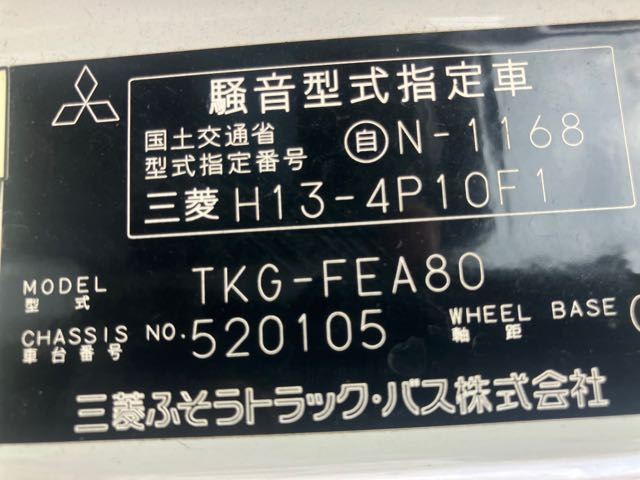 騒音型式指定車
国土交通省
型式指定番号 自N-1168
三菱 H13-4P10F1
MODEL TKG-FEA80
型式
CHASSIS NO. 520105 WHEEL BASE
車台番号 軸距
三菱ふそうトラック・バス株式会社